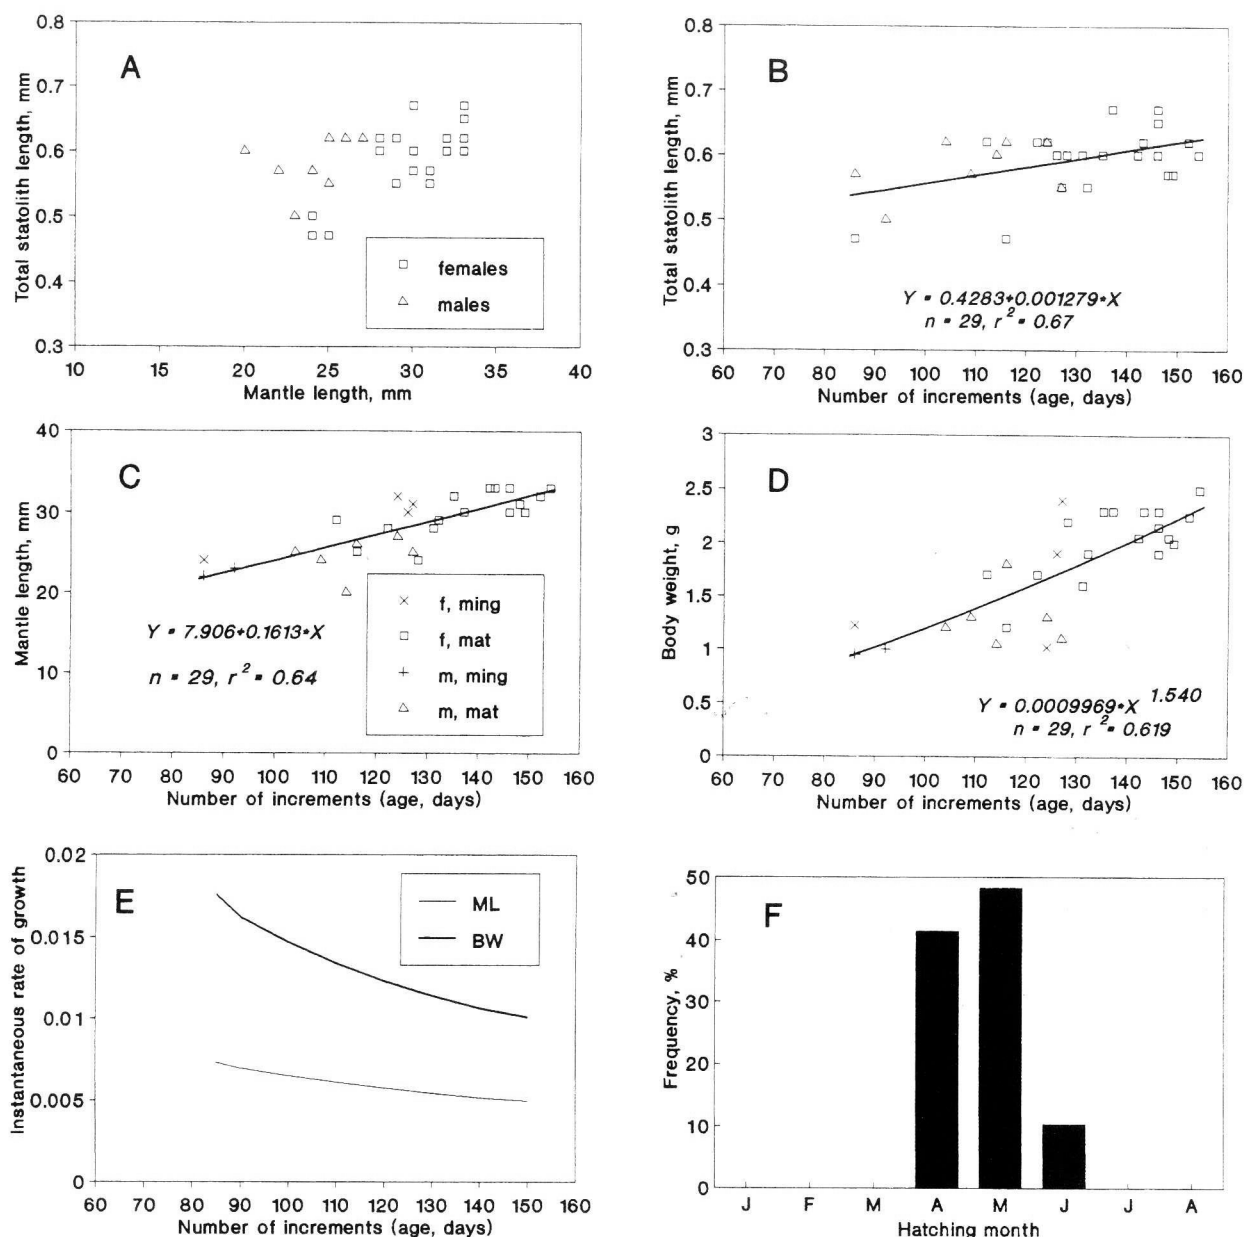 A
Total statolith length, mm
0.8
0.7
0.6
0.5
0.4
0.3
females
males
10 15 20 25 30 35 40
Mantle length, mm
B
Total statolith length, mm
0.8
0.7
0.6
0.5
0.4
0.3
Y = 0.4283+0.001279*X
n = 29, r² = 0.67
60 70 80 90 100 110 120 130 140 150 160
Number of increments (age, days)
C
Mantle length, mm
40
30
20
10
0
Y = 7.906+0.1613*X
n = 29, r² = 0.64
f, ming
f, mat
m, ming
m, mat
60 70 80 90 100 110 120 130 140 150 160
Number of increments (age, days)
D
Body weight, g
3
2.5
2
1.5
1
0.5
0
Y = 0.0009969*X 1.540
n = 29, r² = 0.619
60 70 80 90 100 110 120 130 140 150 160
Number of increments (age, days)
E
Instantaneous rate of growth
0.02
0.015
0.01
0.005
0
ML
BW
60 70 80 90 100 110 120 130 140 150 160
Number of increments (age, days)
F
Frequency, %
50
40
30
20
10
0
J F M A M J J A
Hatching month